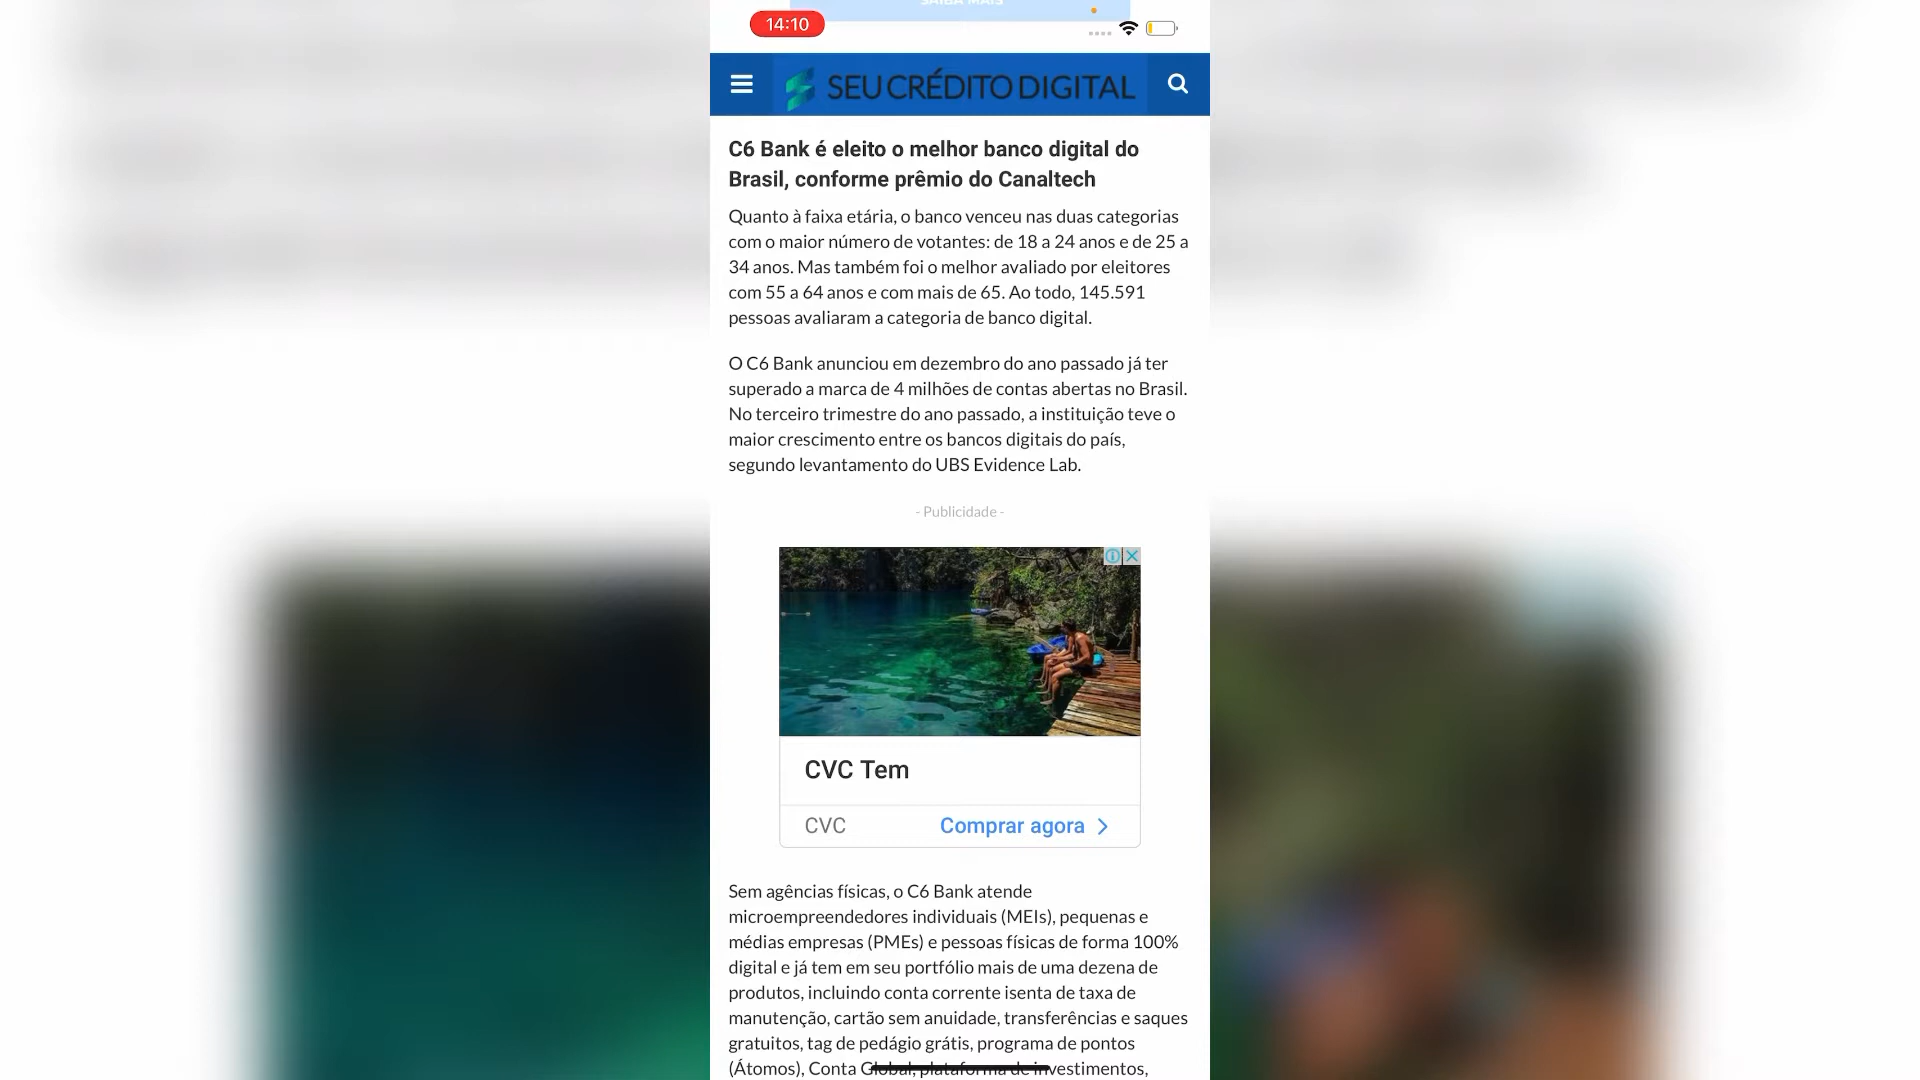 SAIBA MAIS
14:10
SEU CRÉDITO DIGITAL
C6 Bank é eleito o melhor banco digital do
Brasil, conforme prêmio do Canaltech
Quanto à faixa etária, o banco venceu nas duas categorias
com o maior número de votantes: de 18 a 24 anos e de 25 a
34 anos. Mas também foi o melhor avaliado por eleitores
com 55 a 64 anos e com mais de 65. Ao todo, 145.591
pessoas avaliaram a categoria de banco digital.
O C6 Bank anunciou em dezembro do ano passado já ter
superado a marca de 4 milhões de contas abertas no Brasil.
No terceiro trimestre do ano passado, a instituição teve o
maior crescimento entre os bancos digitais do país,
segundo levantamento do UBS Evidence Lab.
- Publicidade -
CVC Tem
CVC
Comprar agora
Sem agências físicas, o C6 Bank atende
microempreendedores individuais (MEIs), pequenas e
médias empresas (PMEs) e pessoas físicas de forma 100%
digital e já tem em seu portfólio mais de uma dezena de
produtos, incluindo conta corrente isenta de taxa de
manutenção, cartão sem anuidade, transferências e saques
gratuitos, tag de pedágio grátis, programa de pontos
(Átomos), Conta Global, plataforma de investimentos,